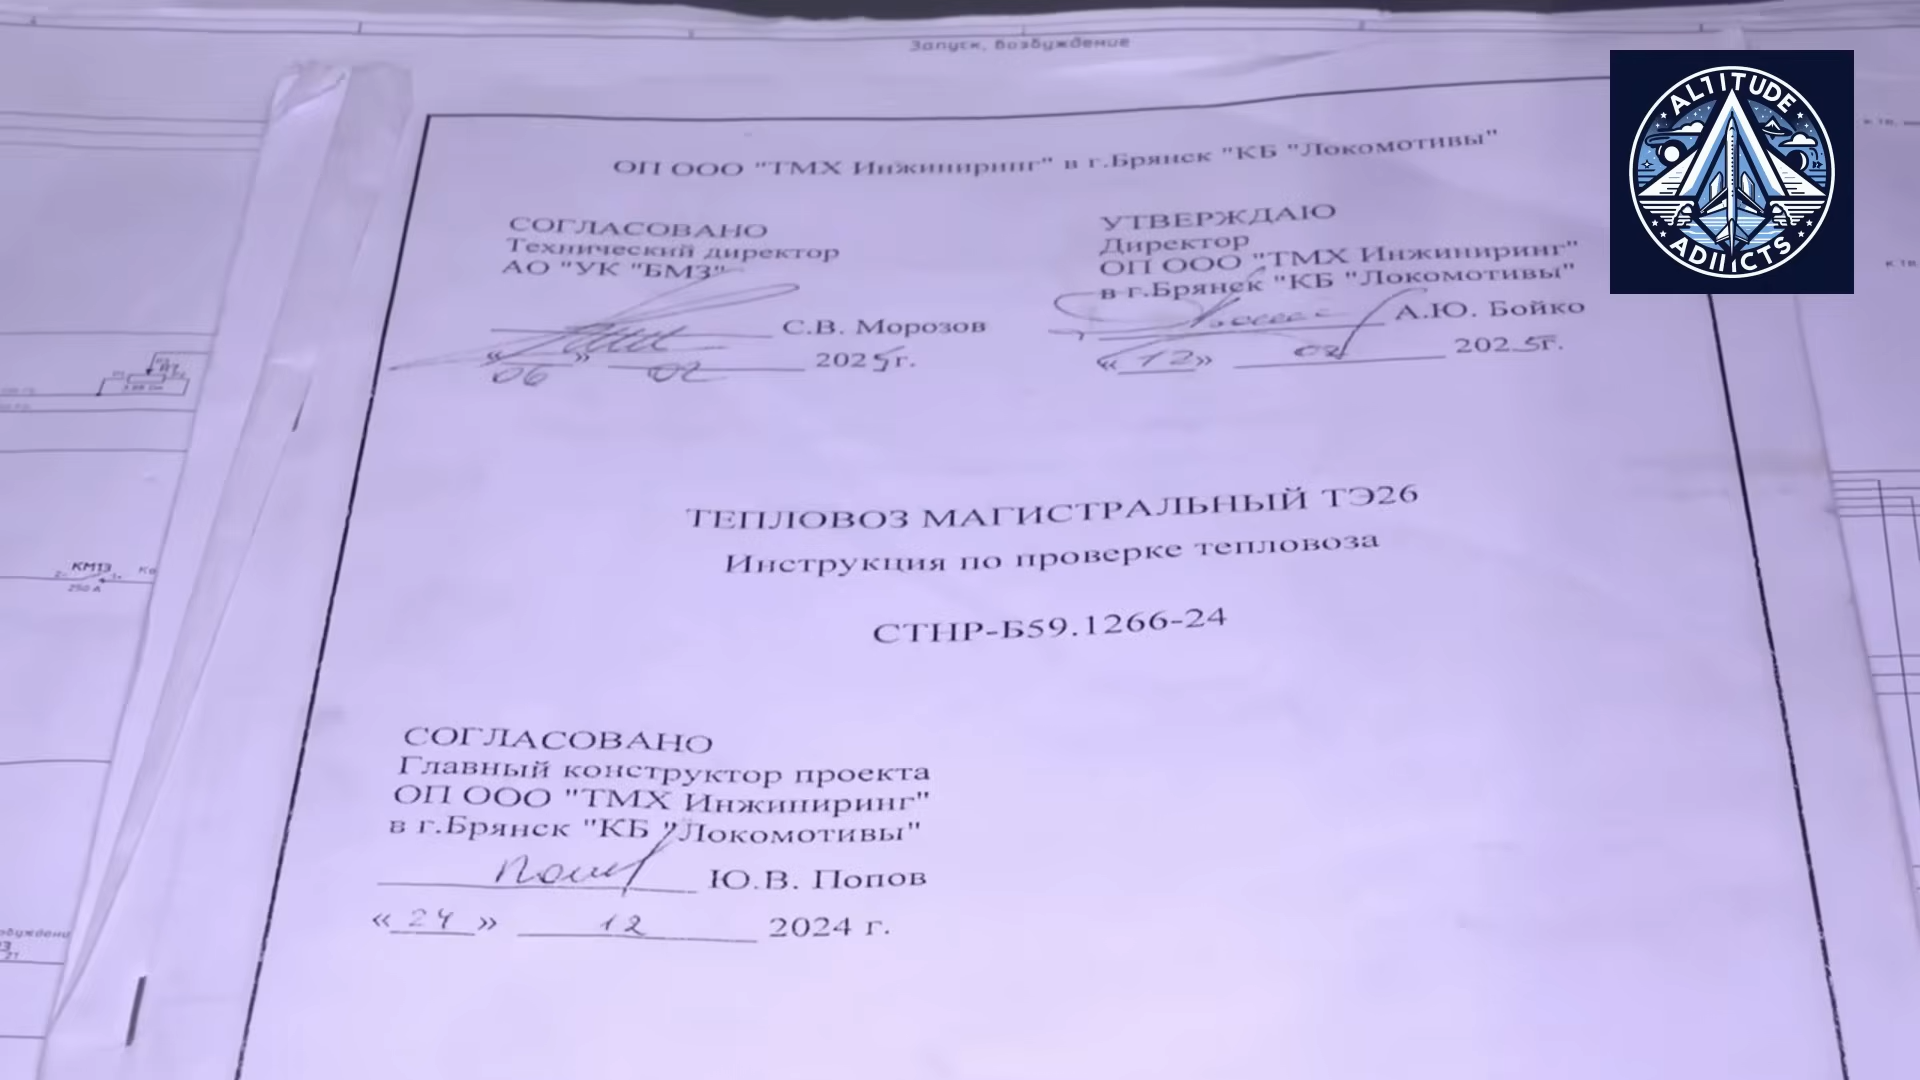 Запуск, возбуждение
ALTITUDE
ADIICTS
ОП ООО "ТМХ Инжиниринг" в г.Брянск "КБ "Локомотивы"
СОГЛАСОВАНО
Технический директор
АО "УК "БМЗ"
С.В. Морозов
«06» 02 2025г.
УТВЕРЖДАЮ
Директор
ОП ООО "ТМХ Инжиниринг"
в г.Брянск "КБ "Локомотивы"
А.Ю. Бойко
«12» 02 2025г.
ТЕПЛОВОЗ МАГИСТРАЛЬНЫЙ ТЭ26
Инструкция по проверке тепловоза
СТНР-Б59.1266-24
СОГЛАСОВАНО
Главный конструктор проекта
ОП ООО "ТМХ Инжиниринг"
в г.Брянск "КБ "Локомотивы"
Ю.В. Попов
«24» 12 2024 г.
КМ13
250 А